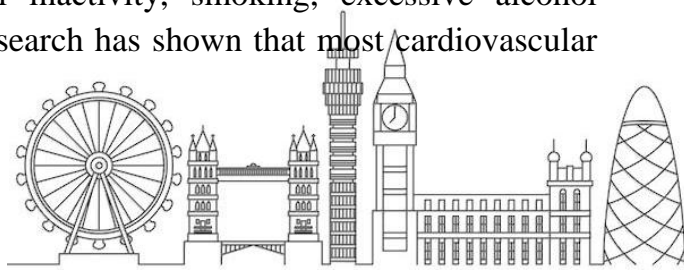 inactivity, smoking, excessive alcohol
search has shown that most cardiovascular